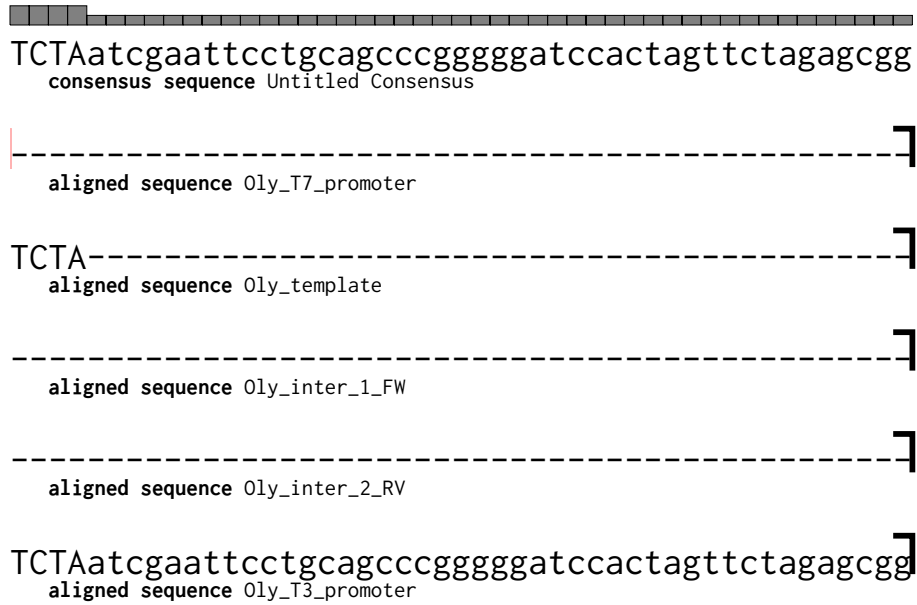 TCTAatcgaattcctgcagcccgggggatccactagttctagagcgg
consensus sequence Untitled Consensus
-----------------------------------------------
aligned sequence Oly_T7_promoter
TCTA-------------------------------------------
aligned sequence Oly_template
-----------------------------------------------
aligned sequence Oly_inter_1_FW
-----------------------------------------------
aligned sequence Oly_inter_2_RV
TCTAatcgaattcctgcagcccgggggatccactagttctagagcgg
aligned sequence Oly_T3_promoter